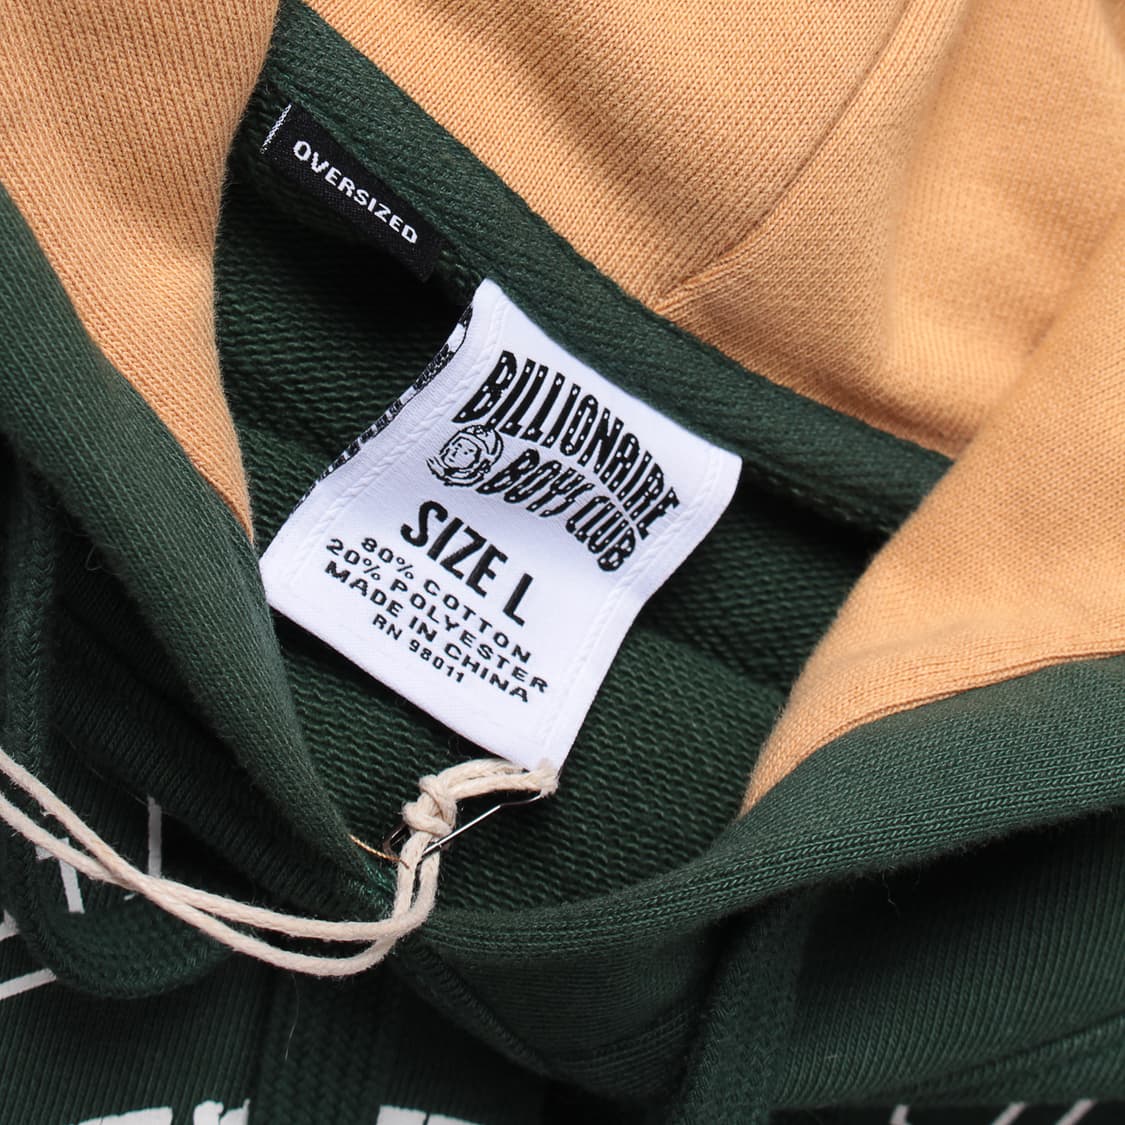 OVERSIZED
BILLIONAIRE
BOYS CLUB
SIZE L
80% COTTON
20% POLYESTER
MADE IN CHINA
RN 98011